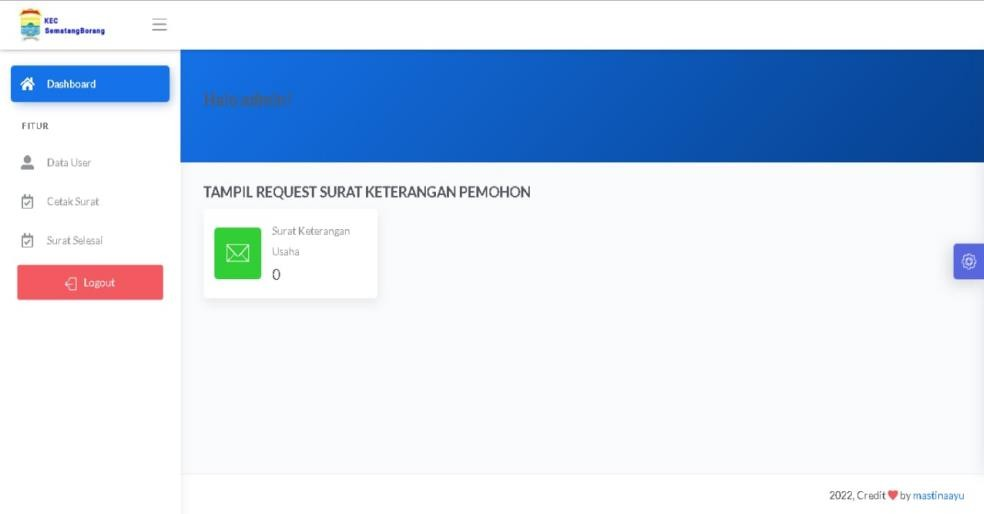 KEC
SematangBorang
Dashboard
Halo admin!
FITUR
Data User
TAMPIL REQUEST SURAT KETERANGAN PEMOHON
Cetak Surat
Surat Keterangan
Usaha
0
Surat Selesai
Logout
2022, Credit ❤ by mastinaayu